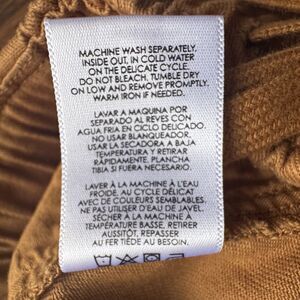 MACHINE WASH SEPARATELY,
INSIDE OUT, IN COLD WATER
ON THE DELICATE CYCLE.
DO NOT BLEACH, TUMBLE DRY
ON LOW AND REMOVE PROMPTLY.
WARM IRON IF NEEDED.
LAVAR A MAQUINA POR
SEPARADO AL REVES CON
AGUA FRIA EN CICLO DELICADO.
NO USAR BLANQUEADOR.
USAR LA SECADORA A BAJA
TEMPERATURA Y RETIRAR
RÁPIDAMENTE. PLANCHA
TIBIA SI FUERA NECESARIO.
LAVER À LA MACHINE À L'EAU
FROIDE, AU CYCLE DÉLICAT
AVEC DE COULEURS SEMBLABLES.
NE PAS UTILISER D'EAU DE JAVEL.
SÉCHER À LA MACHINE À
TEMPÉRATURE BASSE, RETIRER
AUSSITÔT, REPASSER
AU FER TIÈDE AU BESOIN.